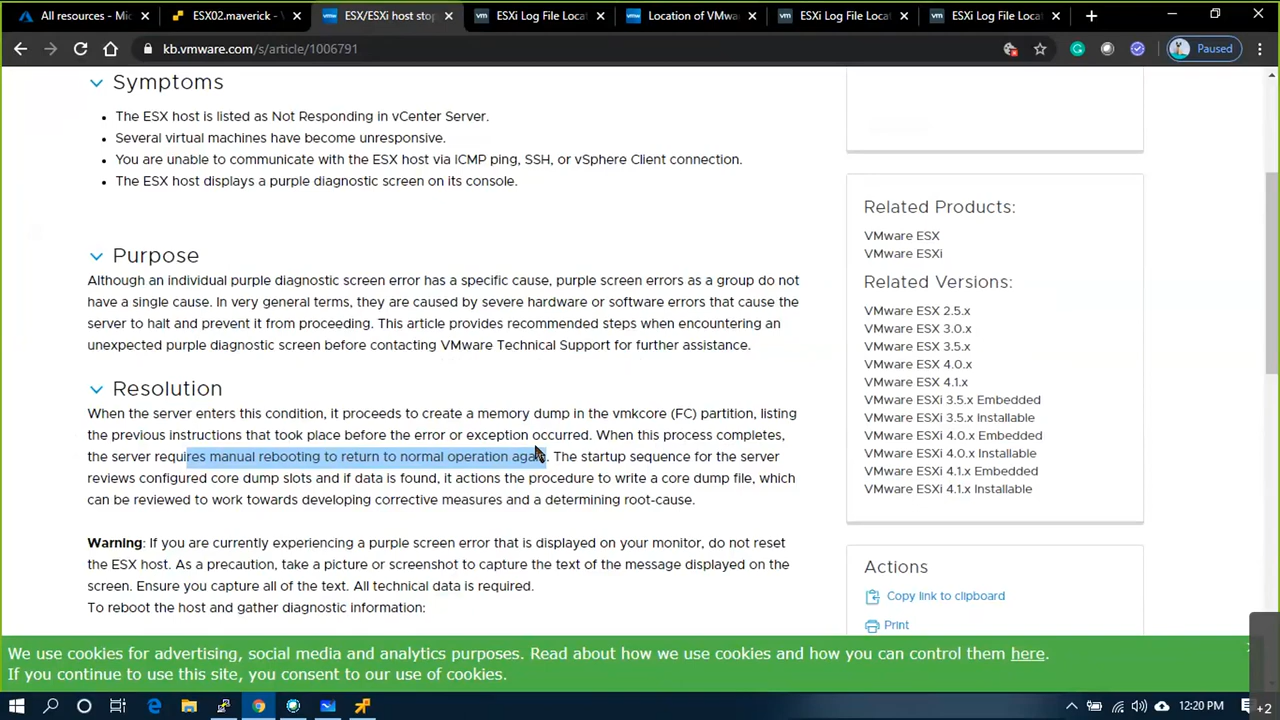 All resources - Mic
ESX02.maverick -
ESX/ESXi host stop
ESXi Log File Locat
Location of VMwa
ESXi Log File Locat
ESXi Log File Locat
kb.vmware.com/s/article/1006791
Paused
Symptoms
The ESX host is listed as Not Responding in vCenter Server.
Several virtual machines have become unresponsive.
You are unable to communicate with the ESX host via ICMP ping, SSH, or vSphere Client connection.
The ESX host displays a purple diagnostic screen on its console.
Purpose
Although an individual purple diagnostic screen error has a specific cause, purple screen errors as a group do not
have a single cause. In very general terms, they are caused by severe hardware or software errors that cause the
server to halt and prevent it from proceeding. This article provides recommended steps when encountering an
unexpected purple diagnostic screen before contacting VMware Technical Support for further assistance.
Resolution
When the server enters this condition, it proceeds to create a memory dump in the vmkcore (FC) partition, listing
the previous instructions that took place before the error or exception occurred. When this process completes,
the server requires manual rebooting to return to normal operation again. The startup sequence for the server
reviews configured core dump slots and if data is found, it actions the procedure to write a core dump file, which
can be reviewed to work towards developing corrective measures and a determining root-cause.
Warning: If you are currently experiencing a purple screen error that is displayed on your monitor, do not reset
the ESX host. As a precaution, take a picture or screenshot to capture the text of the message displayed on the
screen. Ensure you capture all of the text. All technical data is required.
To reboot the host and gather diagnostic information:
Related Products:
VMware ESX
VMware ESXi
Related Versions:
VMware ESX 2.5.x
VMware ESX 3.0.x
VMware ESX 3.5.x
VMware ESX 4.0.x
VMware ESX 4.1.x
VMware ESXi 3.5.x Embedded
VMware ESXi 3.5.x Installable
VMware ESXi 4.0.x Embedded
VMware ESXi 4.0.x Installable
VMware ESXi 4.1.x Embedded
VMware ESXi 4.1.x Installable
Actions
Copy link to clipboard
Print
We use cookies for advertising, social media and analytics purposes. Read about how we use cookies and how you can control them here.
If you continue to use this site, you consent to our use of cookies.
12:20 PM
+2